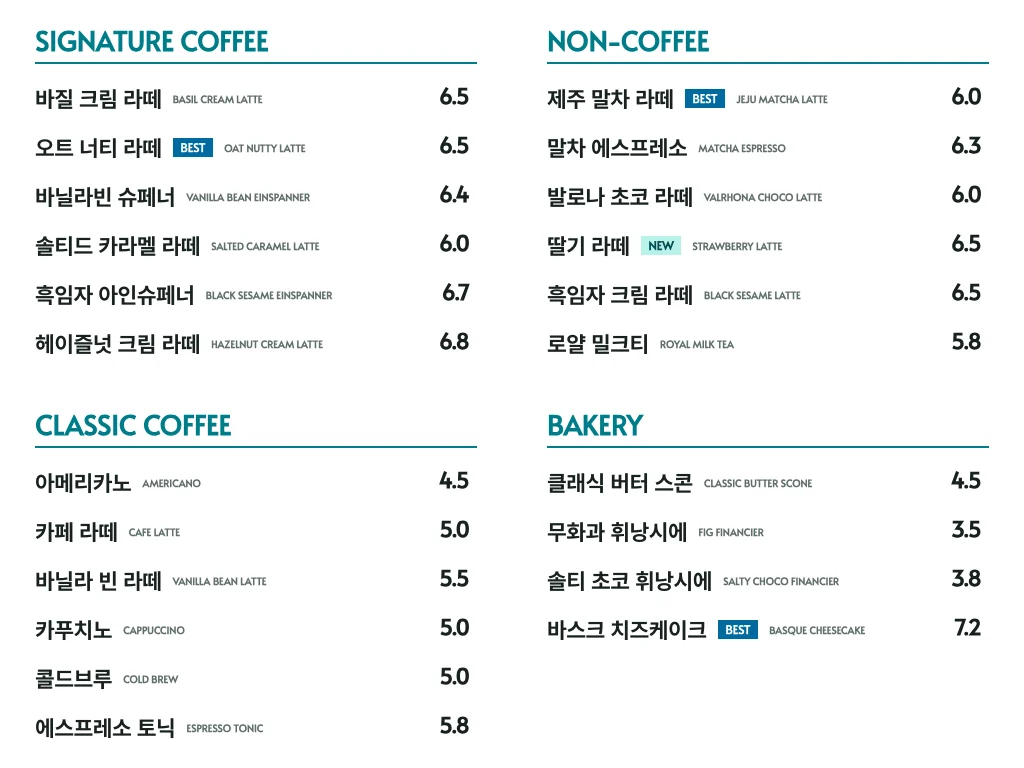 SIGNATURE COFFEE
바질 크림 라떼 BASIL CREAM LATTE 6.5
오트 너티 라떼 BEST OAT NUTTY LATTE 6.5
바닐라빈 슈페너 VANILLA BEAN EINSPANNER 6.4
솔티드 카라멜 라떼 SALTED CARAMEL LATTE 6.0
흑임자 아인슈페너 BLACK SESAME EINSPANNER 6.7
헤이즐넛 크림 라떼 HAZELNUT CREAM LATTE 6.8
CLASSIC COFFEE
아메리카노 AMERICANO 4.5
카페 라떼 CAFE LATTE 5.0
바닐라 빈 라떼 VANILLA BEAN LATTE 5.5
카푸치노 CAPPUCCINO 5.0
콜드브루 COLD BREW 5.0
에스프레소 토닉 ESPRESSO TONIC 5.8
NON-COFFEE
제주 말차 라떼 BEST JEJU MATCHA LATTE 6.0
말차 에스프레소 MATCHA ESPRESSO 6.3
발로나 초코 라떼 VALRHONA CHOCO LATTE 6.0
딸기 라떼 NEW STRAWBERRY LATTE 6.5
흑임자 크림 라떼 BLACK SESAME LATTE 6.5
로얄 밀크티 ROYAL MILK TEA 5.8
BAKERY
클래식 버터 스콘 CLASSIC BUTTER SCONE 4.5
무화과 휘낭시에 FIG FINANCIER 3.5
솔티 초코 휘낭시에 SALTY CHOCO FINANCIER 3.8
바스크 치즈케이크 BEST BASQUE CHEESECAKE 7.2